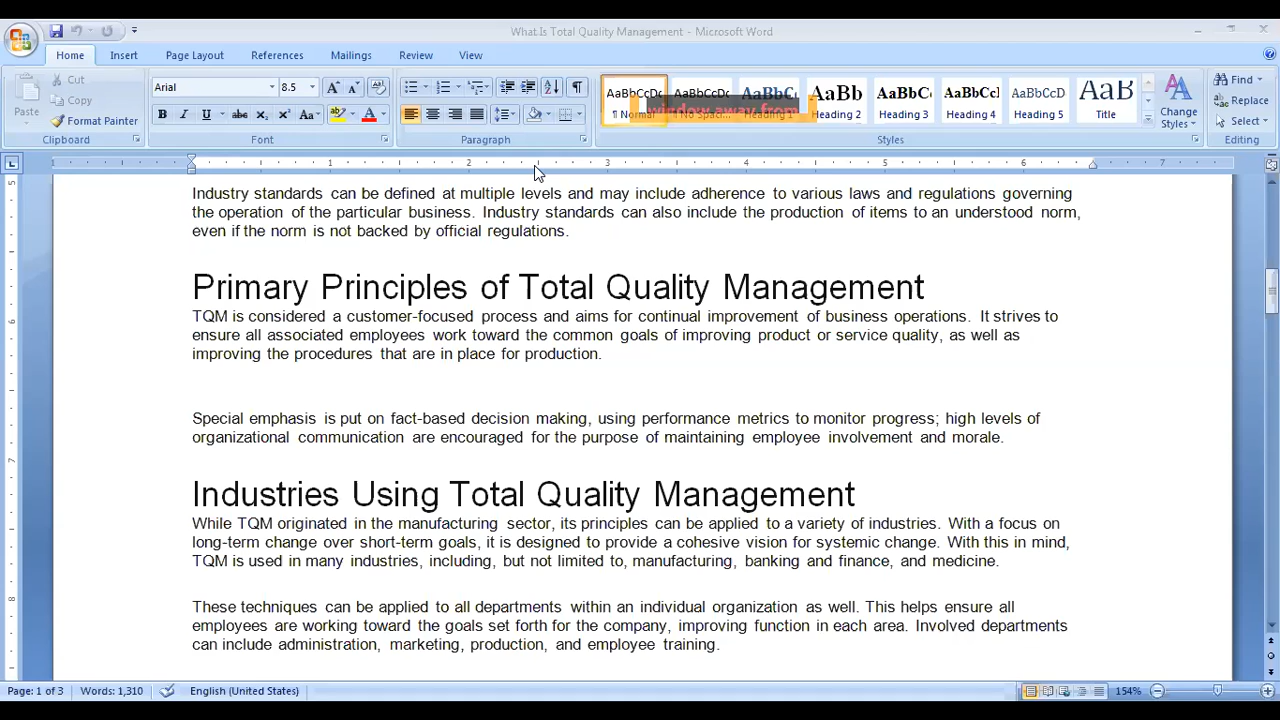 What Is Total Quality Management - Microsoft Word
Home Insert Page Layout References Mailings Review View
Paste Cut Copy Format Painter Clipboard
Arial 8.5 Font
Paragraph
AaBbCcDc ¶ Normal
AaBbCcDc ¶ No Spaci...
AaBbC Heading 1
AaBb Heading 2
AaBbC Heading 3
AaBbCc Heading 4
AaBbCcD Heading 5
AaB Title
Change Styles
Styles
window away from
Find Replace Select Editing
1 2 3 4 5 6 7
Industry standards can be defined at multiple levels and may include adherence to various laws and regulations governing
the operation of the particular business. Industry standards can also include the production of items to an understood norm,
even if the norm is not backed by official regulations.
Primary Principles of Total Quality Management
TQM is considered a customer-focused process and aims for continual improvement of business operations. It strives to
ensure all associated employees work toward the common goals of improving product or service quality, as well as
improving the procedures that are in place for production.
Special emphasis is put on fact-based decision making, using performance metrics to monitor progress; high levels of
organizational communication are encouraged for the purpose of maintaining employee involvement and morale.
Industries Using Total Quality Management
While TQM originated in the manufacturing sector, its principles can be applied to a variety of industries. With a focus on
long-term change over short-term goals, it is designed to provide a cohesive vision for systemic change. With this in mind,
TQM is used in many industries, including, but not limited to, manufacturing, banking and finance, and medicine.
These techniques can be applied to all departments within an individual organization as well. This helps ensure all
employees are working toward the goals set forth for the company, improving function in each area. Involved departments
can include administration, marketing, production, and employee training.
Page: 1 of 3 Words: 1,310 English (United States) 154%